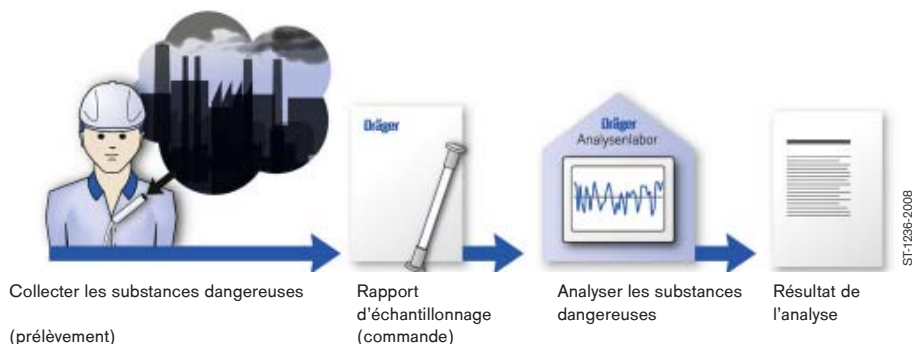 Dräger
Dräger
Analysenlabor
ST-1236-2008
Collecter les substances dangereuses
(prélèvement)
Rapport
d'échantillonnage
(commande)
Analyser les substances
dangereuses
Résultat de
l'analyse